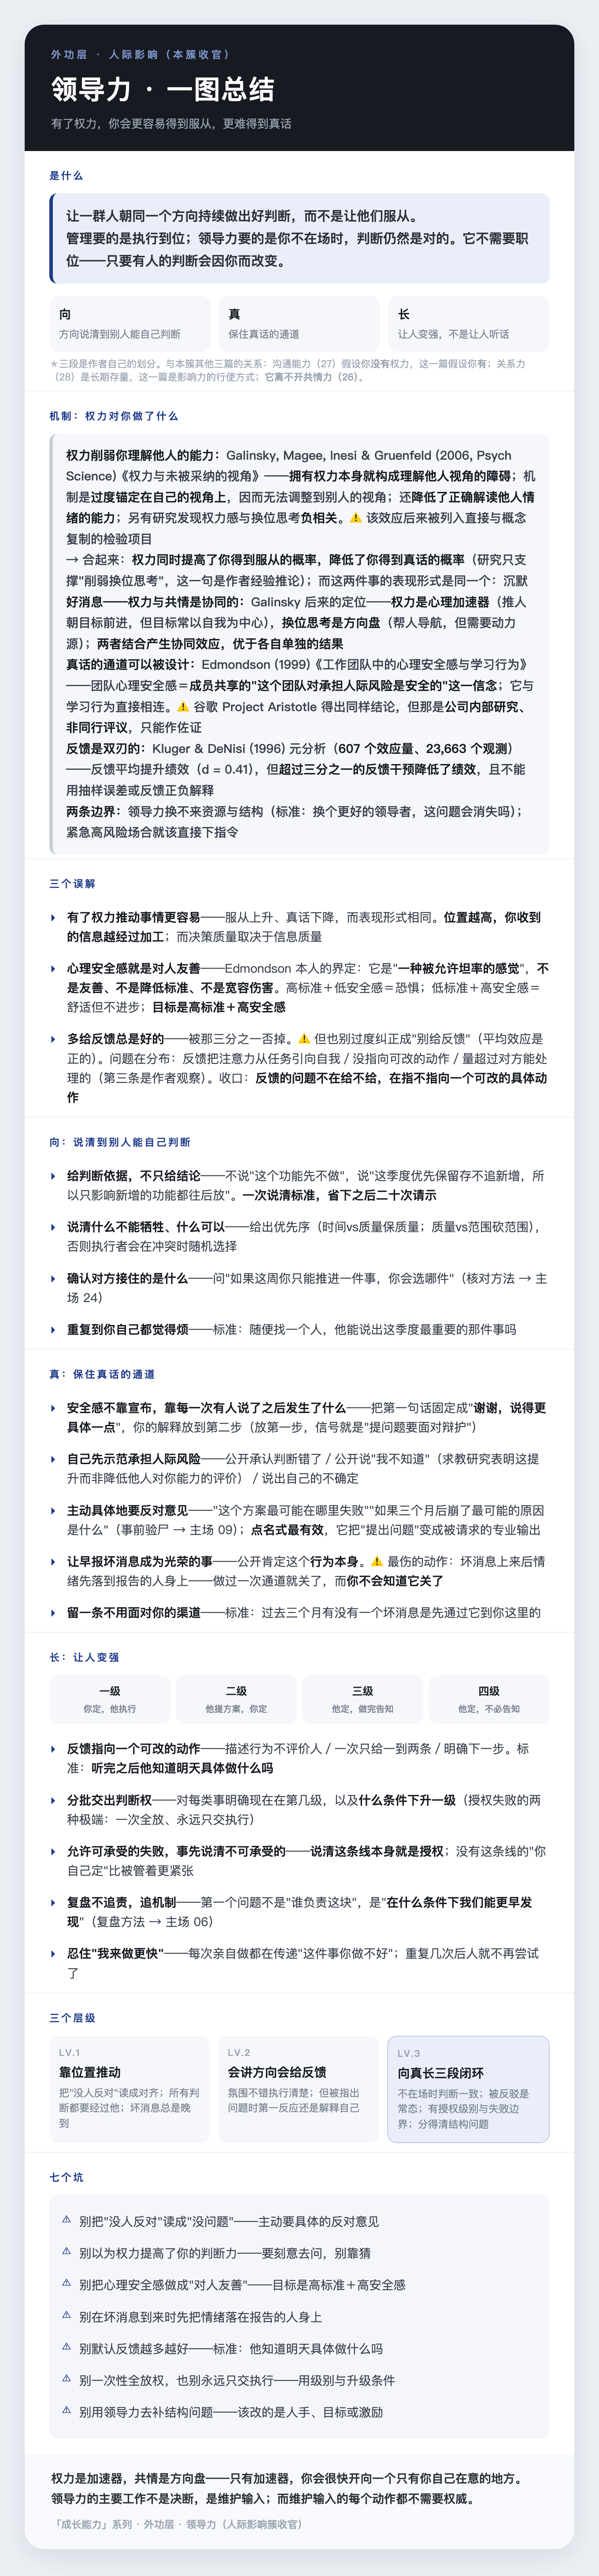 外功层 · 人际影响（本簇收官）
领导力 · 一图总结
有了权力，你会更容易得到服从，更难得到真话
是什么
让一群人朝同一个方向持续做出好判断，而不是让他们服从。
管理要的是执行到位；领导力要的是你不在场时，判断仍然是对的。它不需要职
位——只要有人的判断会因你而改变。
向
方向说清到别人能自己判断
真
保住真话的通道
长
让人变强，不是让人听话
＊三段是作者自己的划分。与本簇其他三篇的关系：沟通能力（27）假设你没有权力，这一篇假设你有；关系力
（28）是长期存量，这一篇是影响力的行使方式；它离不开共情力（26）。
机制：权力对你做了什么
权力削弱你理解他人的能力：Galinsky, Magee, Inesi & Gruenfeld (2006, Psych
Science)《权力与未被采纳的视角》——拥有权力本身就构成理解他人视角的障碍；机
制是过度锚定在自己的视角上，因而无法调整到别人的视角；还降低了正确解读他人情
绪的能力；另有研究发现权力感与换位思考负相关。⚠️ 该效应后来被列入直接与概念
复制的检验项目
→ 合起来：权力同时提高了你得到服从的概率，降低了你得到真话的概率（研究只支
撑"削弱换位思考"，这一句是作者经验推论）；而这两件事的表现形式是同一个：沉默
好消息——权力与共情是协同的：Galinsky 后来的定位——权力是心理加速器（推人
朝目标前进，但目标常以自我为中心），换位思考是方向盘（帮人导航，但需要动力
源）；两者结合产生协同效应，优于各自单独的结果
真话的通道可以被设计：Edmondson (1999)《工作团队中的心理安全感与学习行为》
——团队心理安全感＝成员共享的"这个团队对承担人际风险是安全的"这一信念；它与
学习行为直接相连。⚠️ 谷歌 Project Aristotle 得出同样结论，但那是公司内部研究、
非同行评议，只能作佐证
反馈是双刃的：Kluger & DeNisi (1996) 元分析（607 个效应量、23,663 个观测）
——反馈平均提升绩效（d = 0.41），但超过三分之一的反馈干预降低了绩效，且不能
用抽样误差或反馈正负解释
两条边界：领导力换不来资源与结构（标准：换个更好的领导者，这问题会消失吗）；
紧急高风险场合就该直接下指令
三个误解
有了权力推动事情更容易——服从上升、真话下降，而表现形式相同。位置越高，你收到
的信息越经过加工；而决策质量取决于信息质量
心理安全感就是对人友善——Edmondson 本人的界定：它是"一种被允许坦率的感觉"，不
是友善、不是降低标准、不是宽容伤害。高标准＋低安全感＝恐惧；低标准＋高安全感＝
舒适但不进步；目标是高标准＋高安全感
多给反馈总是好的——被那三分之一否掉。⚠️ 但也别过度纠正成"别给反馈"（平均效应是
正的）。问题在分布：反馈把注意力从任务引向自我 / 没指向可改的动作 / 量超过对方能处
理的（第三条是作者观察）。收口：反馈的问题不在给不给，在指不指向一个可改的具体动
作
向：说清到别人能自己判断
给判断依据，不只给结论——不说"这个功能先不做"，说"这季度优先保留存不追新增，所
以只影响新增的功能都往后放"。一次说清标准，省下之后二十次请示
说清什么不能牺牲、什么可以——给出优先序（时间vs质量保质量；质量vs范围砍范围），
否则执行者会在冲突时随机选择
确认对方接住的是什么——问"如果这周你只能推进一件事，你会选哪件"（核对方法 → 主
场 24）
重复到你自己都觉得烦——标准：随便找一个人，他能说出这季度最重要的那件事吗
真：保住真话的通道
安全感不靠宣布，靠每一次有人说了之后发生了什么——把第一句话固定成"谢谢，说得更
具体一点"，你的解释放到第二步（放第一步，信号就是"提问题要面对辩护"）
自己先示范承担人际风险——公开承认判断错了 / 公开说"我不知道"（求教研究表明这提
升而非降低他人对你能力的评价） / 说出自己的不确定
主动具体地要反对意见——"这个方案最可能在哪里失败""如果三个月后崩了最可能的原因
是什么"（事前验尸 → 主场 09）；点名式最有效，它把"提出问题"变成被请求的专业输出
让早报坏消息成为光荣的事——公开肯定这个行为本身。⚠️ 最伤的动作：坏消息上来后情
绪先落到报告的人身上——做过一次通道就关了，而你不会知道它关了
留一条不用面对你的渠道——标准：过去三个月有没有一个坏消息是先通过它到你这里的
长：让人变强
一级
你定，他执行
二级
他提方案，你定
三级
他定，做完告知
四级
他定，不必告知
反馈指向一个可改的动作——描述行为不评价人 / 一次只给一到两条 / 明确下一步。标
准：听完之后他知道明天具体做什么吗
分批交出判断权——对每类事明确现在在第几级，以及什么条件下升一级（授权失败的两
种极端：一次全放、永远只交执行）
允许可承受的失败，事先说清不可承受的——说清这条线本身就是授权；没有这条线的"你
自己定"比被管着更紧张
复盘不追责，追机制——第一个问题不是"谁负责这块"，是"在什么条件下我们能更早发
现"（复盘方法 → 主场 06）
忍住"我来做更快"——每次亲自做都在传递"这件事你做不好"；重复几次后人就不再尝试
了
三个层级
LV.1
靠位置推动
把"没人反对"读成对齐；所有判
断都要经过他；坏消息总是晚
到
LV.2
会讲方向会给反馈
氛围不错执行清楚；但被指出
问题时第一反应还是解释自己
LV.3
向真长三段闭环
不在场时判断一致；被反驳是
常态；有授权级别与失败边
界；分得清结构问题
七个坑
⚠ 别把"没人反对"读成"没问题"——主动要具体的反对意见
⚠ 别以为权力提高了你的判断力——要刻意去问，别靠猜
⚠ 别把心理安全感做成"对人友善"——目标是高标准＋高安全感
⚠ 别在坏消息到来时先把情绪落在报告的人身上
⚠ 别默认反馈越多越好——标准：他知道明天具体做什么吗
⚠ 别一次性全放权，也别永远只交执行——用级别与升级条件
⚠ 别用领导力去补结构问题——该改的是人手、目标或激励
权力是加速器，共情是方向盘——只有加速器，你会很快开向一个只有你自己在意的地方。
领导力的主要工作不是决断，是维护输入；而维护输入的每个动作都不需要权威。
「成长能力」系列 · 外功层 · 领导力（人际影响簇收官）